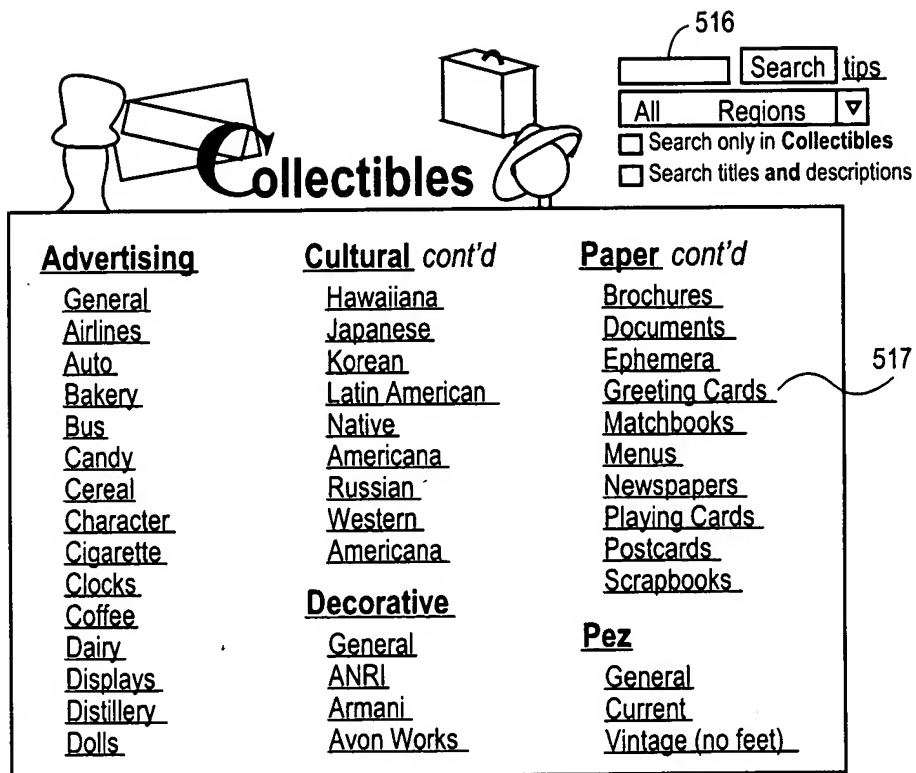 516
Search tips
All Regions
Search only in Collectibles
Search titles and descriptions
Collectibles
Advertising
General
Airlines
Auto
Bakery
Bus
Candy
Cereal
Character
Cigarette
Clocks
Coffee
Dairy
Displays
Distillery
Dolls
Cultural cont'd
Hawaiiana
Japanese
Korean
Latin American
Native
Americana
Russian
Western
Americana
Decorative
General
ANRI
Armani
Avon Works
Paper cont'd
Brochures
Documents
Ephemera
Greeting Cards
Matchbooks
Menus
Newspapers
Playing Cards
Postcards
Scrapbooks
Pez
General
Current
Vintage (no feet)
517